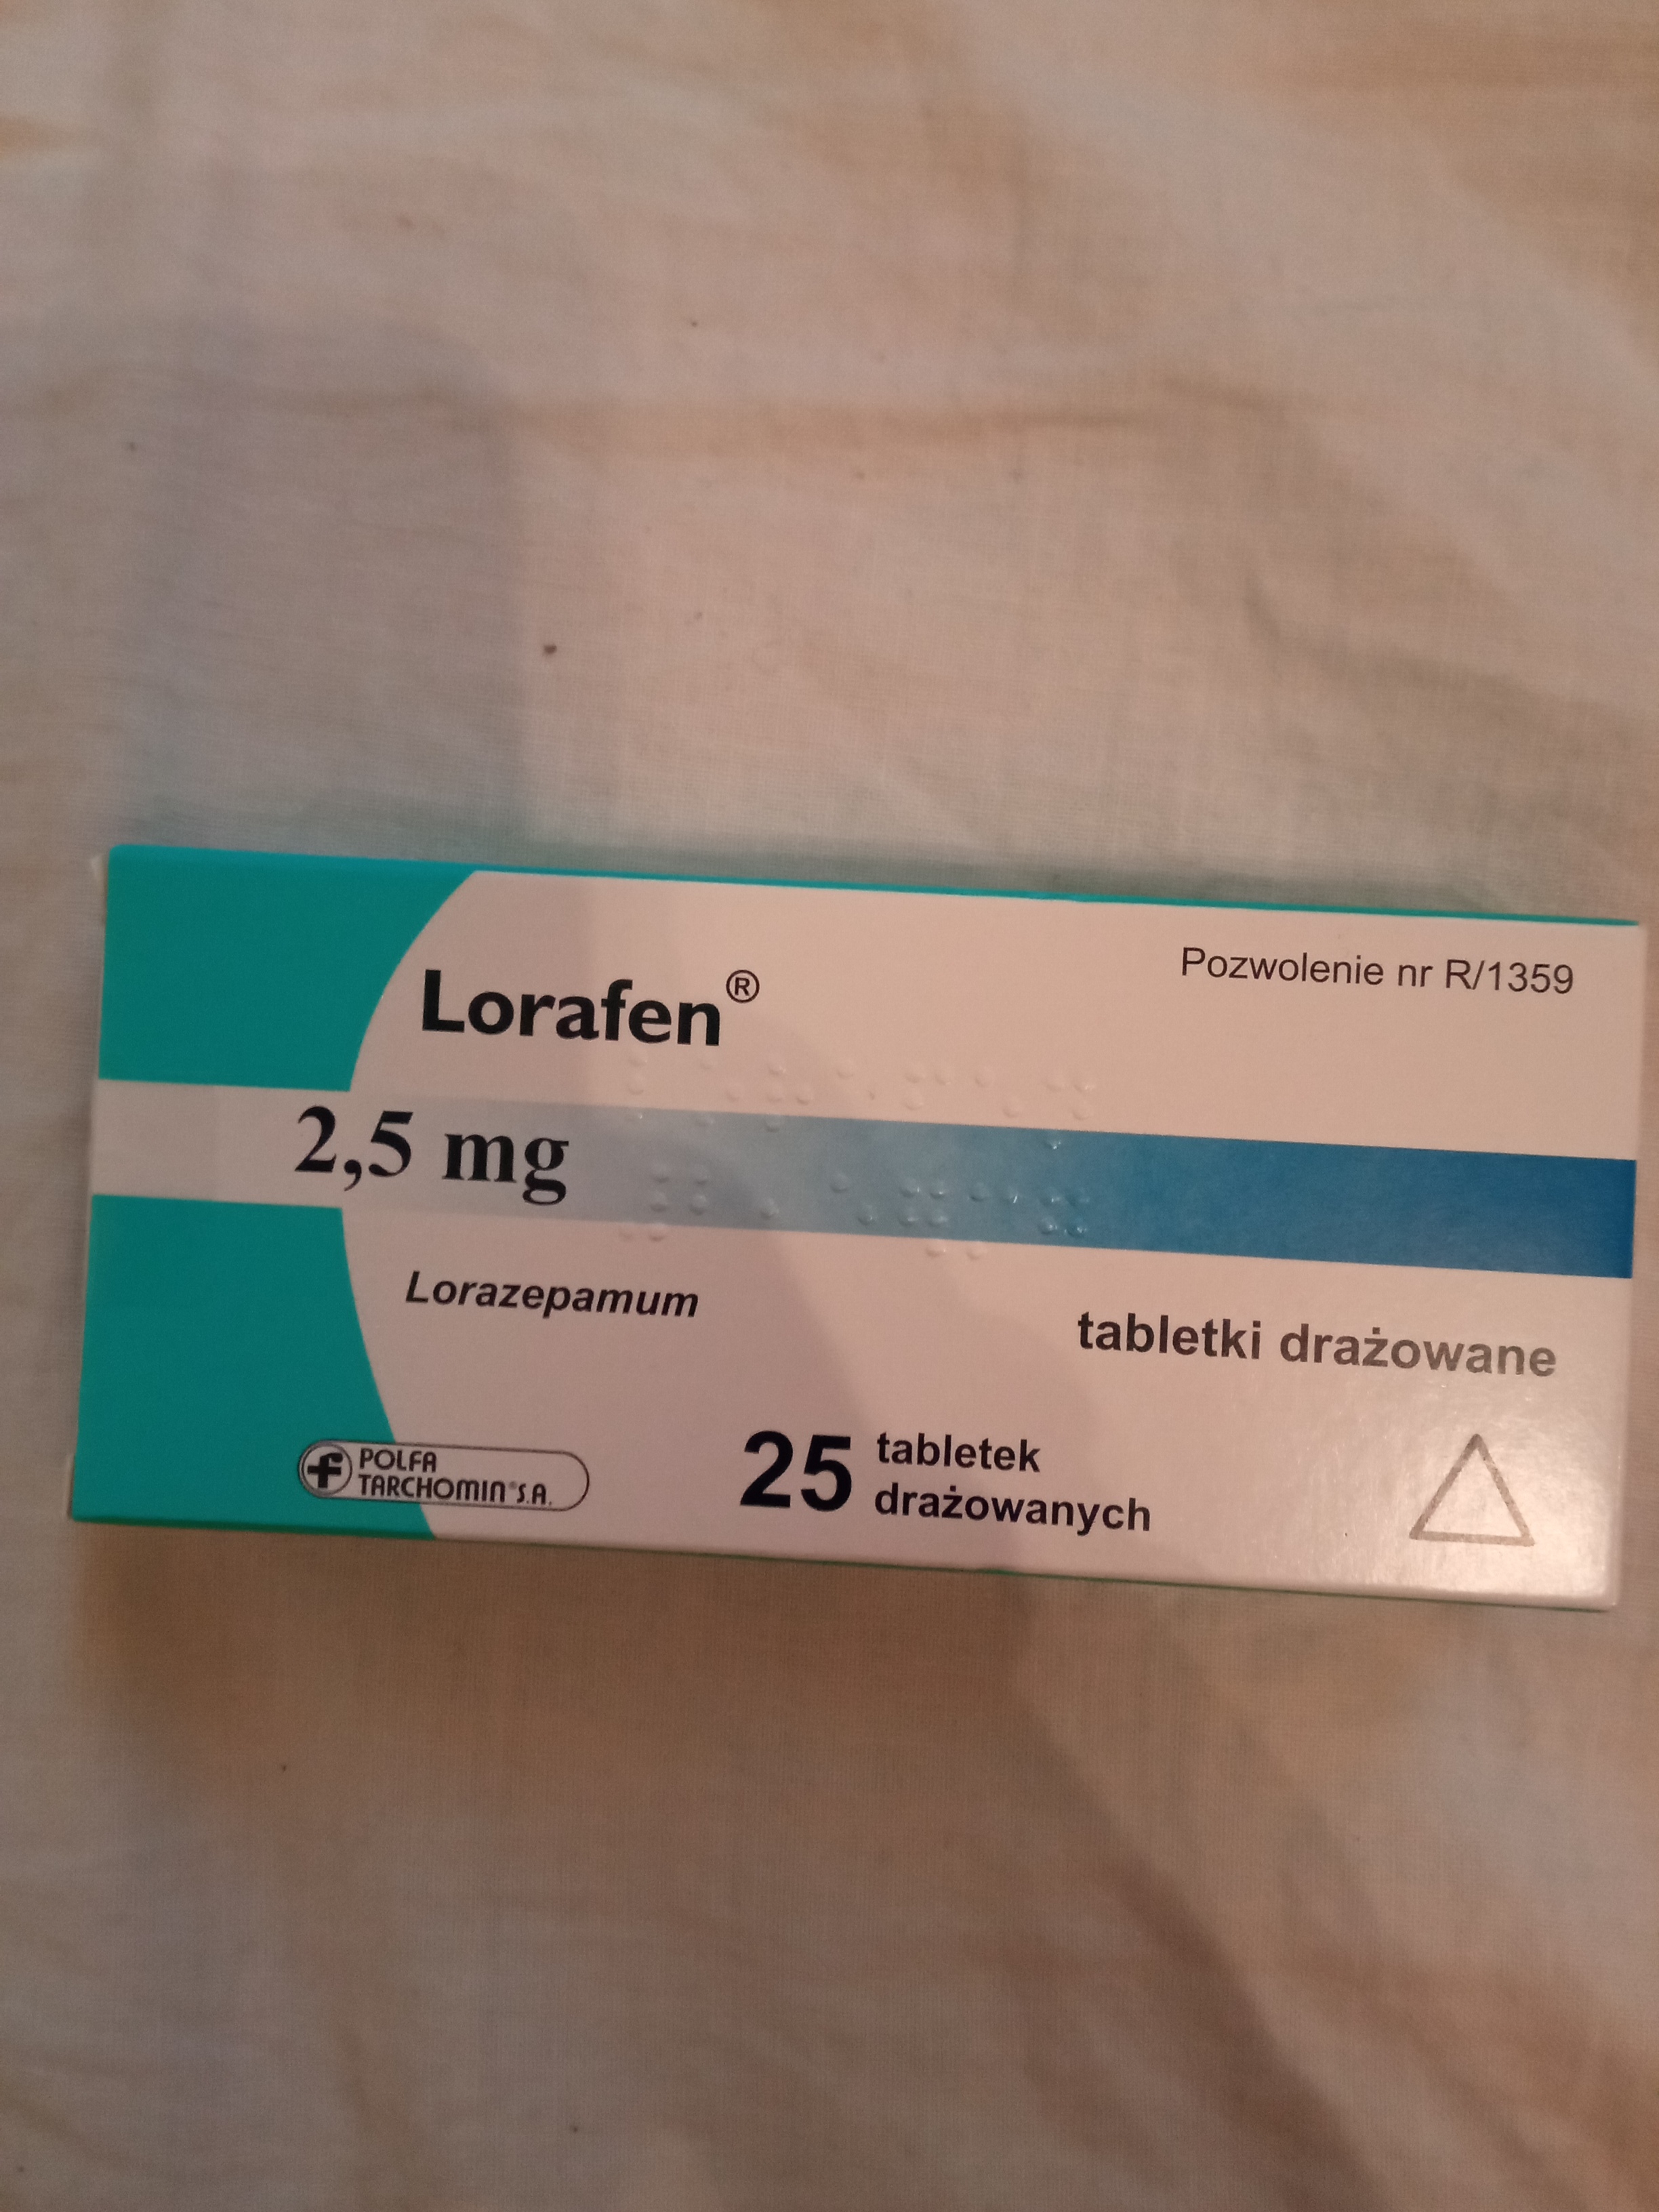 Lorafen®
Pozwolenie nr R/1359
2,5 mg
Lorazepamum
tabletki drażowane
POLFA
TARCHOMIN® S.A.
25 tabletek
drażowanych